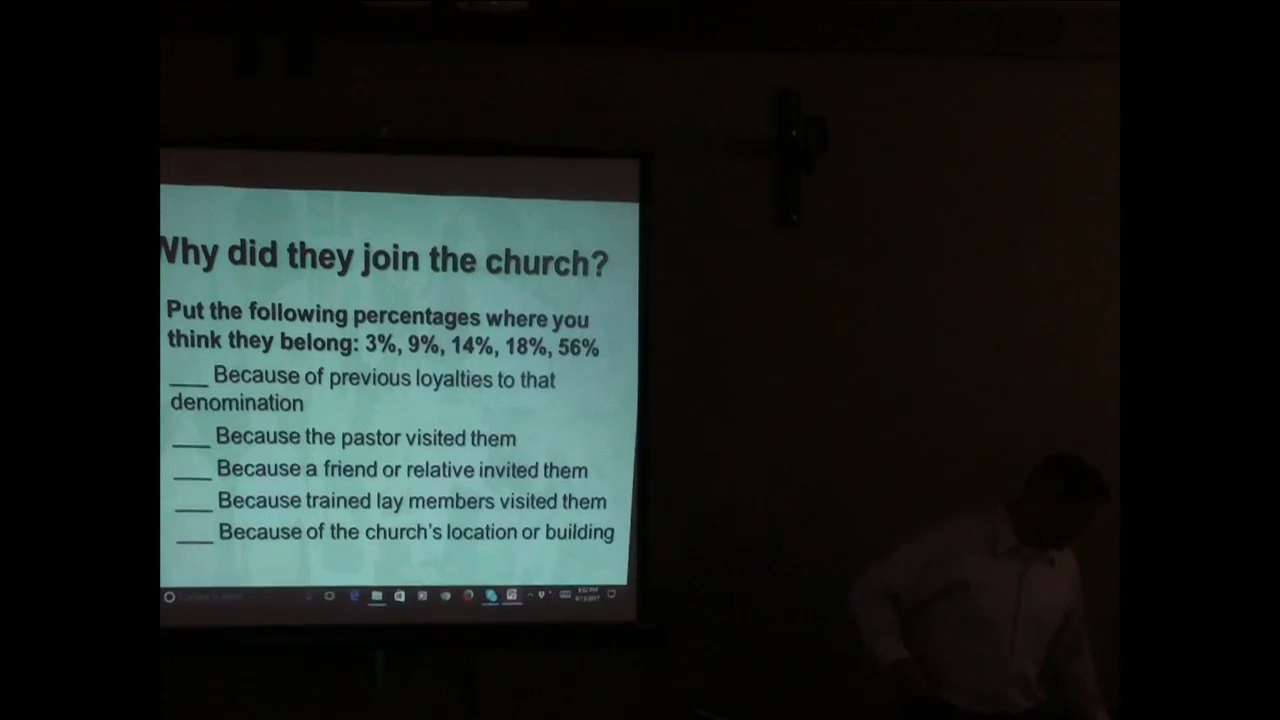 Why did they join the church?
Put the following percentages where you
think they belong: 3%, 9%, 14%, 18%, 56%
___ Because of previous loyalties to that
denomination
___ Because the pastor visited them
___ Because a friend or relative invited them
___ Because trained lay members visited them
___ Because of the church's location or building